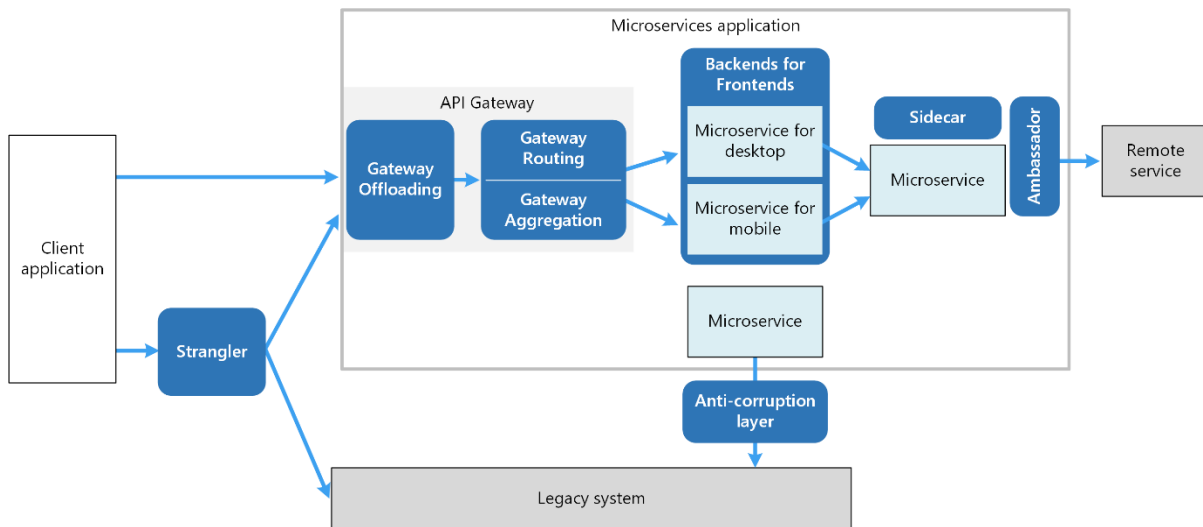 Microservices application
API Gateway
Backends for
Frontends
Client
application
Gateway
Offloading
Gateway
Routing
Gateway
Aggregation
Microservice for
desktop
Microservice for
mobile
Sidecar
Microservice
Ambassador
Remote
service
Strangler
Microservice
Anti-corruption
layer
Legacy system